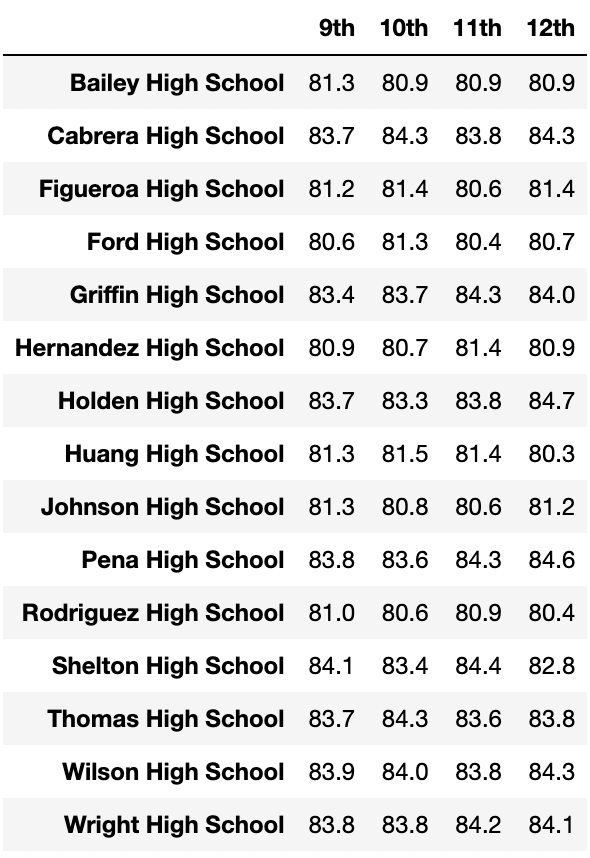 9th 10th 11th 12th
Bailey High School 81.3 80.9 80.9 80.9
Cabrera High School 83.7 84.3 83.8 84.3
Figueroa High School 81.2 81.4 80.6 81.4
Ford High School 80.6 81.3 80.4 80.7
Griffin High School 83.4 83.7 84.3 84.0
Hernandez High School 80.9 80.7 81.4 80.9
Holden High School 83.7 83.3 83.8 84.7
Huang High School 81.3 81.5 81.4 80.3
Johnson High School 81.3 80.8 80.6 81.2
Pena High School 83.8 83.6 84.3 84.6
Rodriguez High School 81.0 80.6 80.9 80.4
Shelton High School 84.1 83.4 84.4 82.8
Thomas High School 83.7 84.3 83.6 83.8
Wilson High School 83.9 84.0 83.8 84.3
Wright High School 83.8 83.8 84.2 84.1